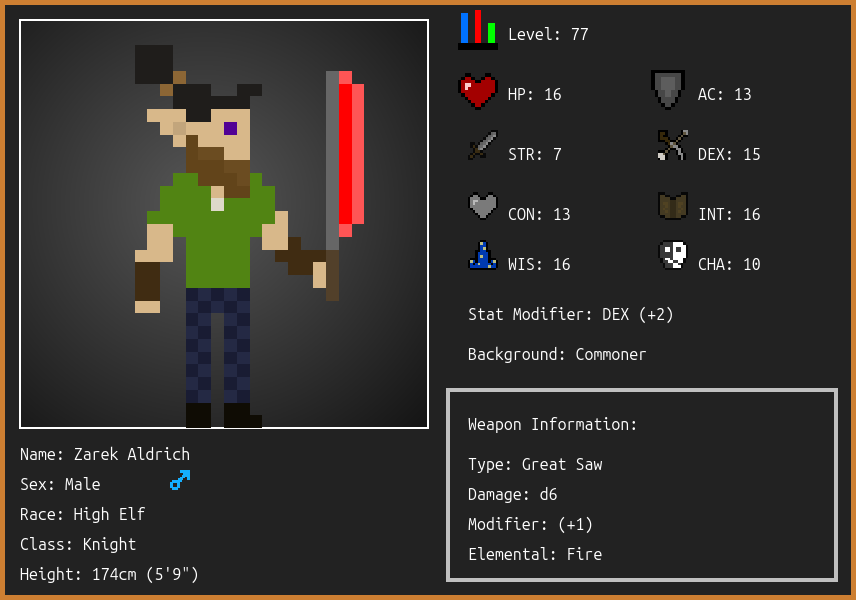 Level: 77
HP: 16
AC: 13
STR: 7
DEX: 15
CON: 13
INT: 16
WIS: 16
CHA: 10
Stat Modifier: DEX (+2)
Background: Commoner
Weapon Information:
Type: Great Saw
Damage: d6
Modifier: (+1)
Elemental: Fire
Name: Zarek Aldrich
Sex: Male
Race: High Elf
Class: Knight
Height: 174cm (5'9")